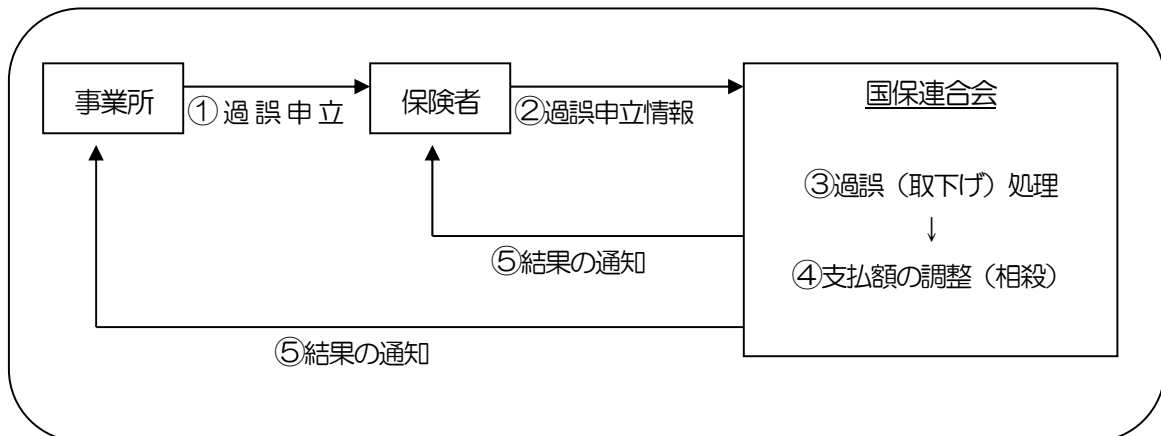 事業所
①過誤申立
保険者
②過誤申立情報
国保連合会
③過誤（取下げ）処理
↓
④支払額の調整（相殺）
⑤結果の通知
⑤結果の通知